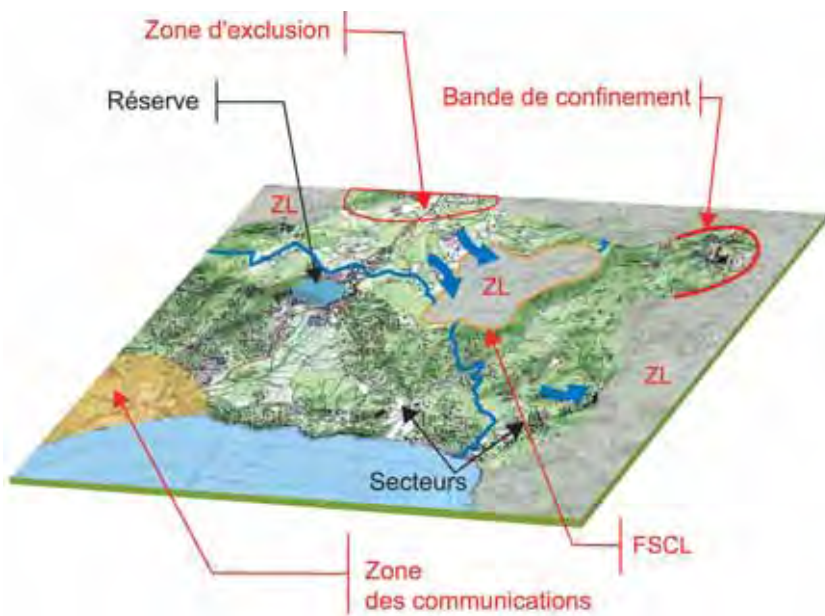 Zone d'exclusion
Réserve
Bande de confinement
ZL
ZL
ZL
Secteurs
FSCL
Zone
des communications